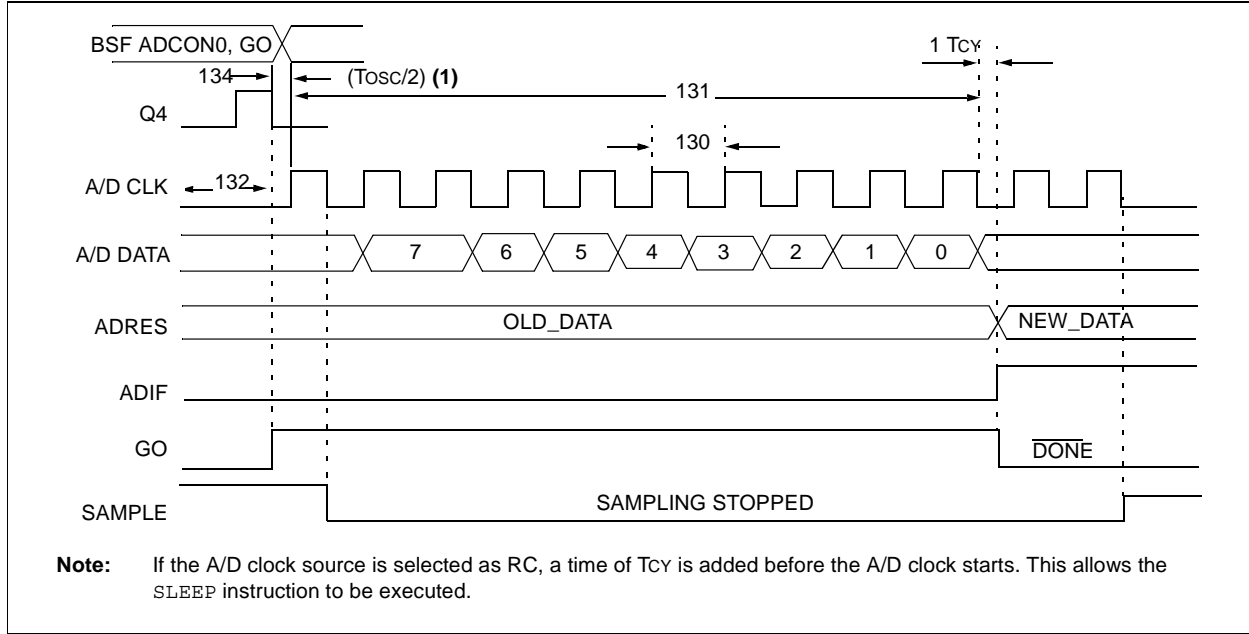 BSF ADCON0, GO
1 TCY
134
(TOSC/2) (1)
131
Q4
130
A/D CLK
132
A/D DATA
7
6
5
4
3
2
1
0
ADRES
OLD_DATA
NEW_DATA
ADIF
GO
DONE
SAMPLE
SAMPLING STOPPED
Note: If the A/D clock source is selected as RC, a time of TCY is added before the A/D clock starts. This allows the
SLEEP instruction to be executed.